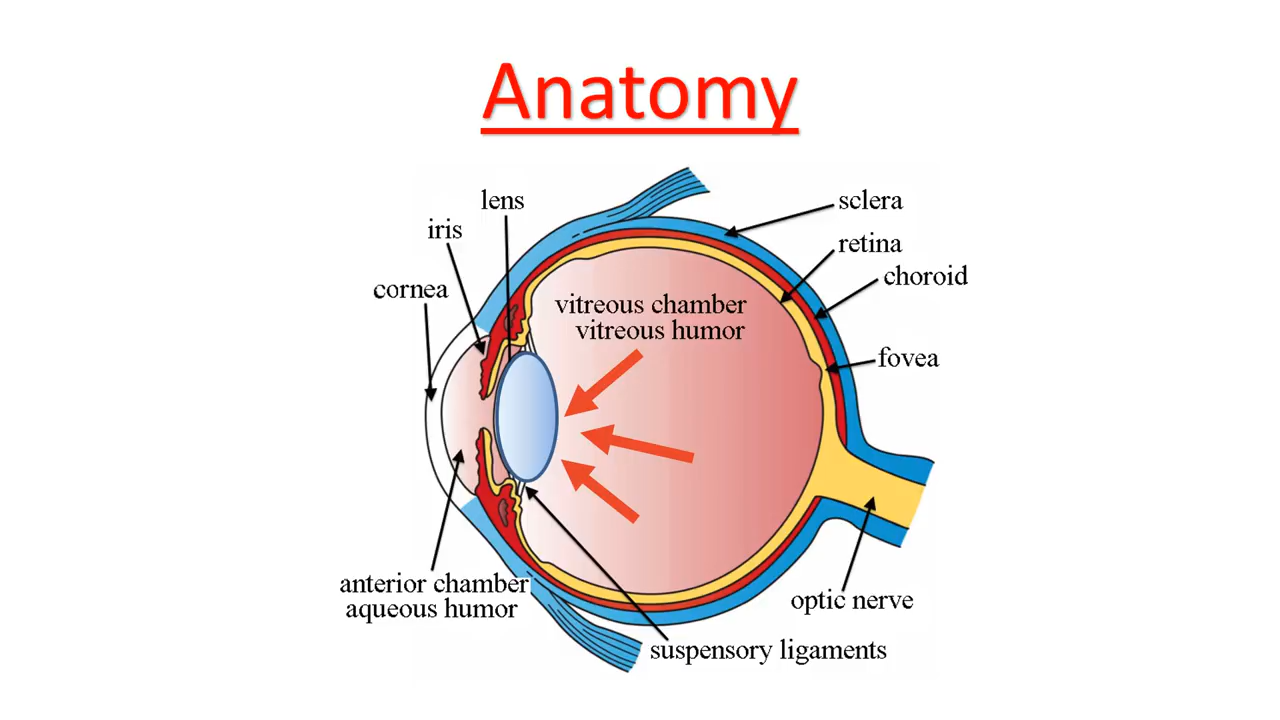 Anatomy
lens
sclera
iris
retina
choroid
cornea
vitreous chamber
vitreous humor
fovea
anterior chamber
aqueous humor
optic nerve
suspensory ligaments